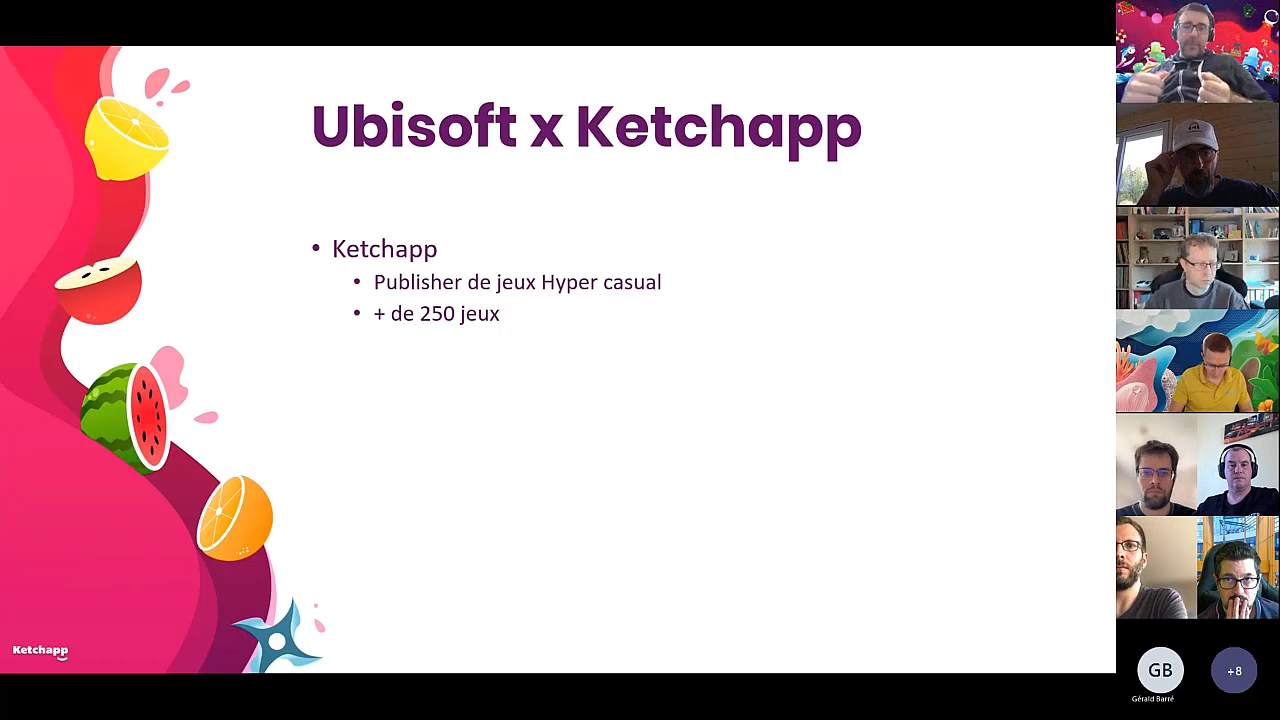 Ubisoft x Ketchapp
• Ketchapp
• Publisher de jeux Hyper casual
• + de 250 jeux
Ketchapp
GB
+8
Gérald Barré